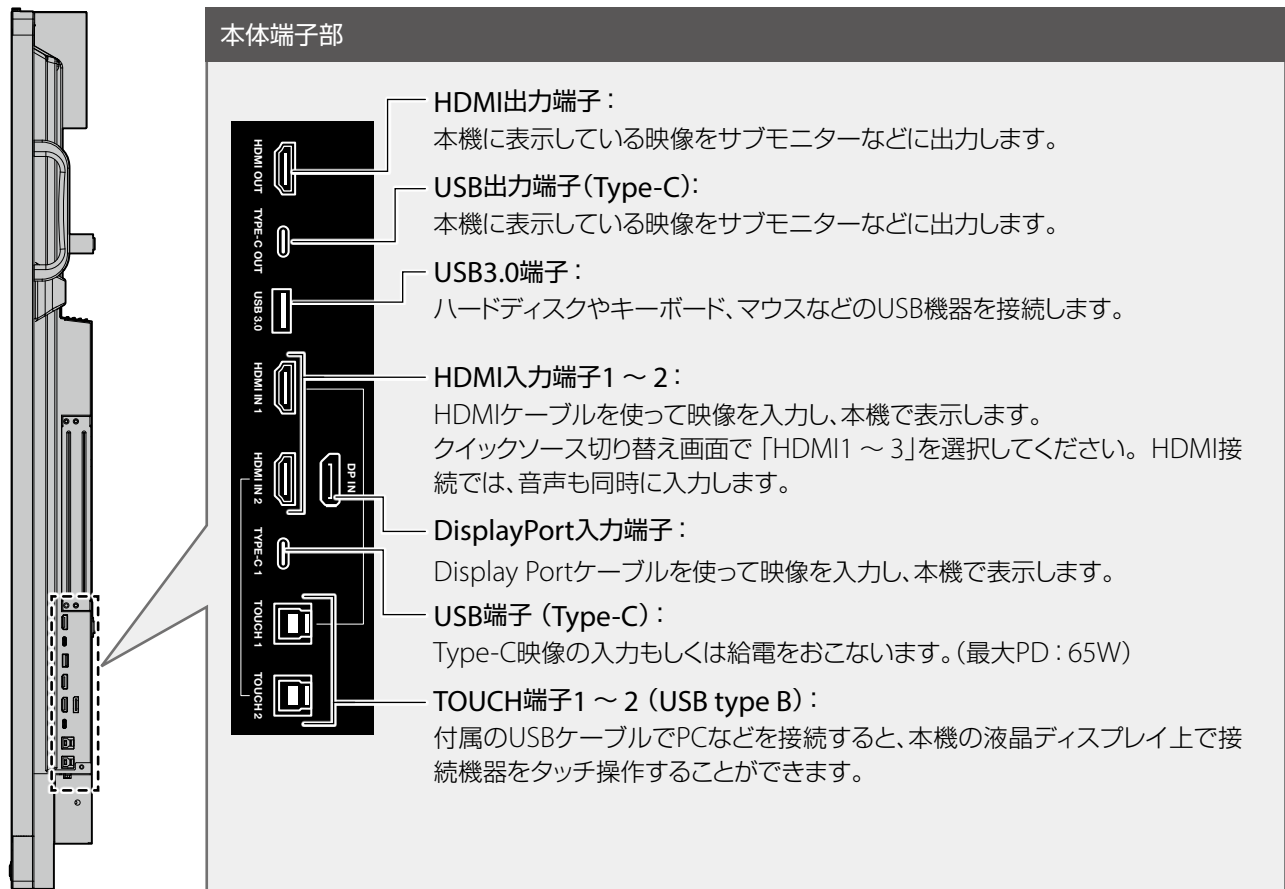 本体端子部
HDMI出力端子：
本機に表示している映像をサブモニターなどに出力します。
USB出力端子（Type-C）：
本機に表示している映像をサブモニターなどに出力します。
USB3.0端子：
ハードディスクやキーボード、マウスなどのUSB機器を接続します。
HDMI入力端子1 ～ 2：
HDMIケーブルを使って映像を入力し、本機で表示します。
クイックソース切り替え画面で「HDMI1 ～ 3」を選択してください。HDMI接
続では、音声も同時に入力します。
DisplayPort入力端子：
Display Portケーブルを使って映像を入力し、本機で表示します。
USB端子（Type-C）：
Type-C映像の入力もしくは給電をおこないます。（最大PD：65W）
TOUCH端子1 ～ 2（USB type B）：
付属のUSBケーブルでPCなどを接続すると、本機の液晶ディスプレイ上で接
続機器をタッチ操作することができます。
HDMI OUT
TYPE-C OUT
USB 3.0
HDMI IN 1
HDMI IN 2
DP IN
TYPE-C 1
TOUCH 1
TOUCH 2